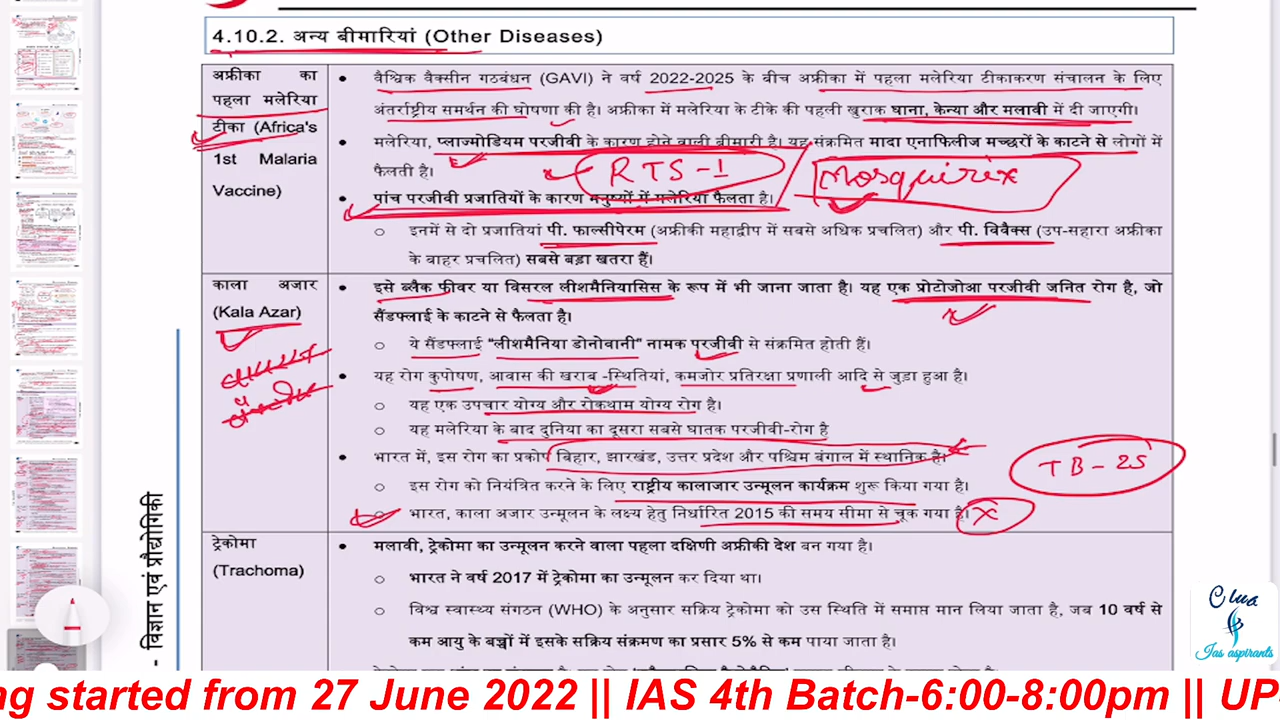 4.10.2. अन्य बीमारियां (Other Diseases)
अफ्रीका का पहला मलेरिया टीका (Africa's 1st Malaria Vaccine)
वैश्विक वैक्सीन गठबंधन (GAVI) ने वर्ष 2022-2025 के बीच अफ्रीका में पहला मलेरिया टीकाकरण संचालन के लिए
अंतर्राष्ट्रीय समर्थन की घोषणा की है। अफ्रीका में मलेरिया के टीके की पहली खुराक घाना, केन्या और मलावी में दी जाएगी।
मलेरिया, प्लाज्मोडियम परजीवी के कारण होने वाली बीमारी है। यह संक्रमित मादा एनाफिलीज मच्छरों के काटने से लोगों में
फैलती है।
RTS-1
Mosquirix
पांच परजीवी प्रजातियों के कारण मनुष्यों में मलेरिया फैलता है।
इनमें से दो प्रजातियां पी. फाल्सीपेरम (अफ्रीकी महाद्वीप में सबसे अधिक प्रचलित) और पी. विवैक्स (उप-सहारा अफ्रीका
के बाहर प्रचलित) सबसे बड़ा खतरा हैं।
काला अजार (Kala Azar)
इसे ब्लैक फीवर या विसरल लीशमैनियासिस के रूप में भी जाना जाता है। यह एक प्रोटोजोआ परजीवी जनित रोग है, जो
सैंडफ्लाई के काटने से फैलता है।
ये सैंडफ्लाई "लीशमैनिया डोनोवानी" नामक परजीवी से संक्रमित होती हैं।
यह रोग कुपोषण, आवास की खराब -स्थितियां, कमजोर प्रतिरक्षा प्रणाली आदि से जुड़ा हुआ है।
यह एक उपचार योग्य और रोकथाम योग्य रोग है।
यह मलेरिया के बाद दुनिया का दूसरा सबसे घातक परजीवी-रोग है
भारत में, इस रोग का प्रकोप बिहार, झारखंड, उत्तर प्रदेश और पश्चिम बंगाल में स्थानिक है।
TB-25
इस रोग को नियंत्रित करने के लिए राष्ट्रीय कालाजार उन्मूलन कार्यक्रम शुरू किया गया है।
भारत, कालाजार उन्मूलन के लक्ष्य हेतु निर्धारित 2015 की समय सीमा से चूक गया है।
ट्रेकोमा (Trachoma)
मलावी, ट्रेकोमा का उन्मूलन करने वाला पहला दक्षिणी अफ्रीकी देश बन गया है।
भारत ने वर्ष 2017 में ट्रेकोमा का उन्मूलन कर दिया था।
विश्व स्वास्थ्य संगठन (WHO) के अनुसार सक्रिय ट्रेकोमा को उस स्थिति में समाप्त मान लिया जाता है, जब 10 वर्ष से
कम आयु के बच्चों में इसके सक्रिय संक्रमण का प्रसार 5% से कम पाया जाता है।
- विज्ञान एवं प्रौद्योगिकी
Clue
Ias aspirants
ng started from 27 June 2022 || IAS 4th Batch-6:00-8:00pm || UP